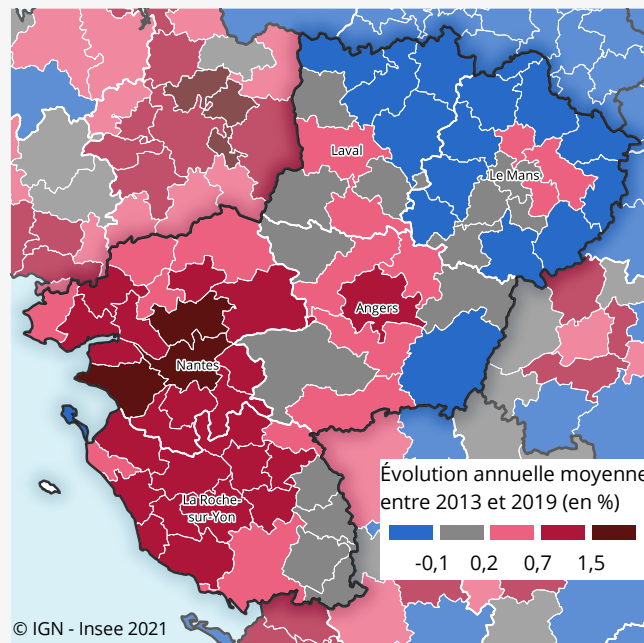 Laval
Le Mans
Angers
Nantes
La Roche-
sur-Yon
Évolution annuelle moyenne
entre 2013 et 2019 (en %)
-0,1 0,2 0,7 1,5
© IGN - Insee 2021